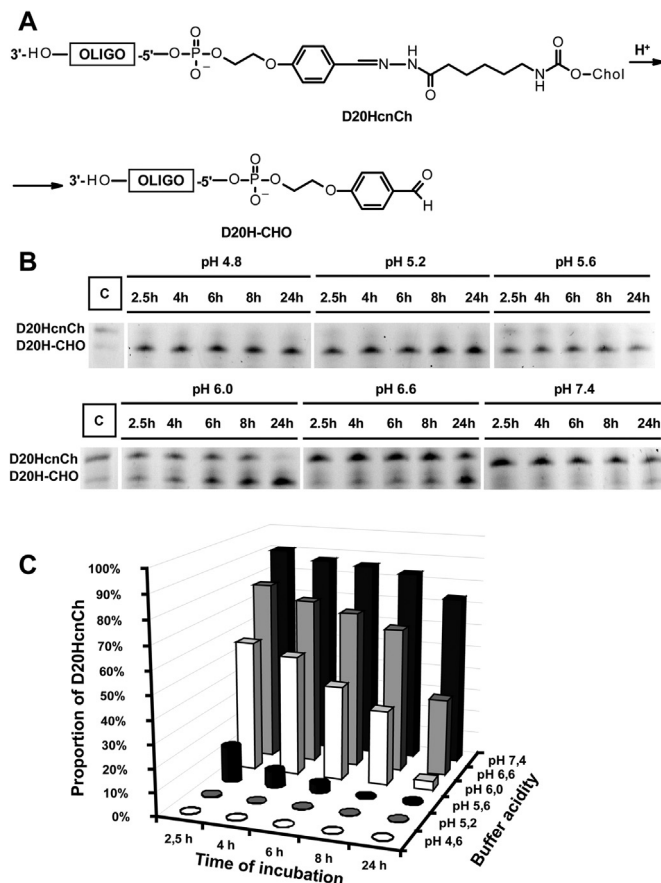 A
3'-HO OLIGO -5' O P O O O⁻ O N NH O N H O O Chol H⁺
D20HcnCh
3'-HO OLIGO -5' O P O O O⁻ O O H
D20H-CHO
B
pH 4.8 pH 5.2 pH 5.6
C 2.5h 4h 6h 8h 24h 2.5h 4h 6h 8h 24h 2.5h 4h 6h 8h 24h
D20HcnCh
D20H-CHO
pH 6.0 pH 6.6 pH 7.4
C 2.5h 4h 6h 8h 24h 2.5h 4h 6h 8h 24h 2.5h 4h 6h 8h 24h
D20HcnCh
D20H-CHO
C
Proportion of D20HcnCh
100%
90%
80%
70%
60%
50%
40%
30%
20%
10%
0%
2,5 h 4 h 6 h 8 h 24 h
Time of incubation
pH 7,4
pH 6,6
pH 6,0
pH 5,6
pH 5,2
pH 4,6
Buffer acidity